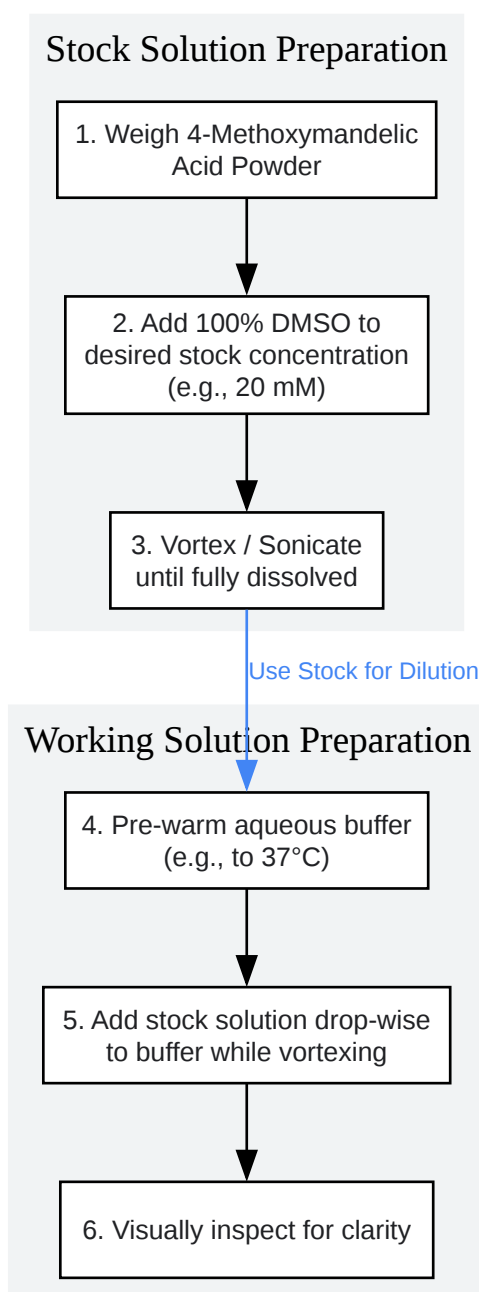 Stock Solution Preparation
1. Weigh 4-Methoxymandelic
Acid Powder
2. Add 100% DMSO to
desired stock concentration
(e.g., 20 mM)
3. Vortex / Sonicate
until fully dissolved
Use Stock for Dilution
Working Solution Preparation
4. Pre-warm aqueous buffer
(e.g., to 37°C)
5. Add stock solution drop-wise
to buffer while vortexing
6. Visually inspect for clarity